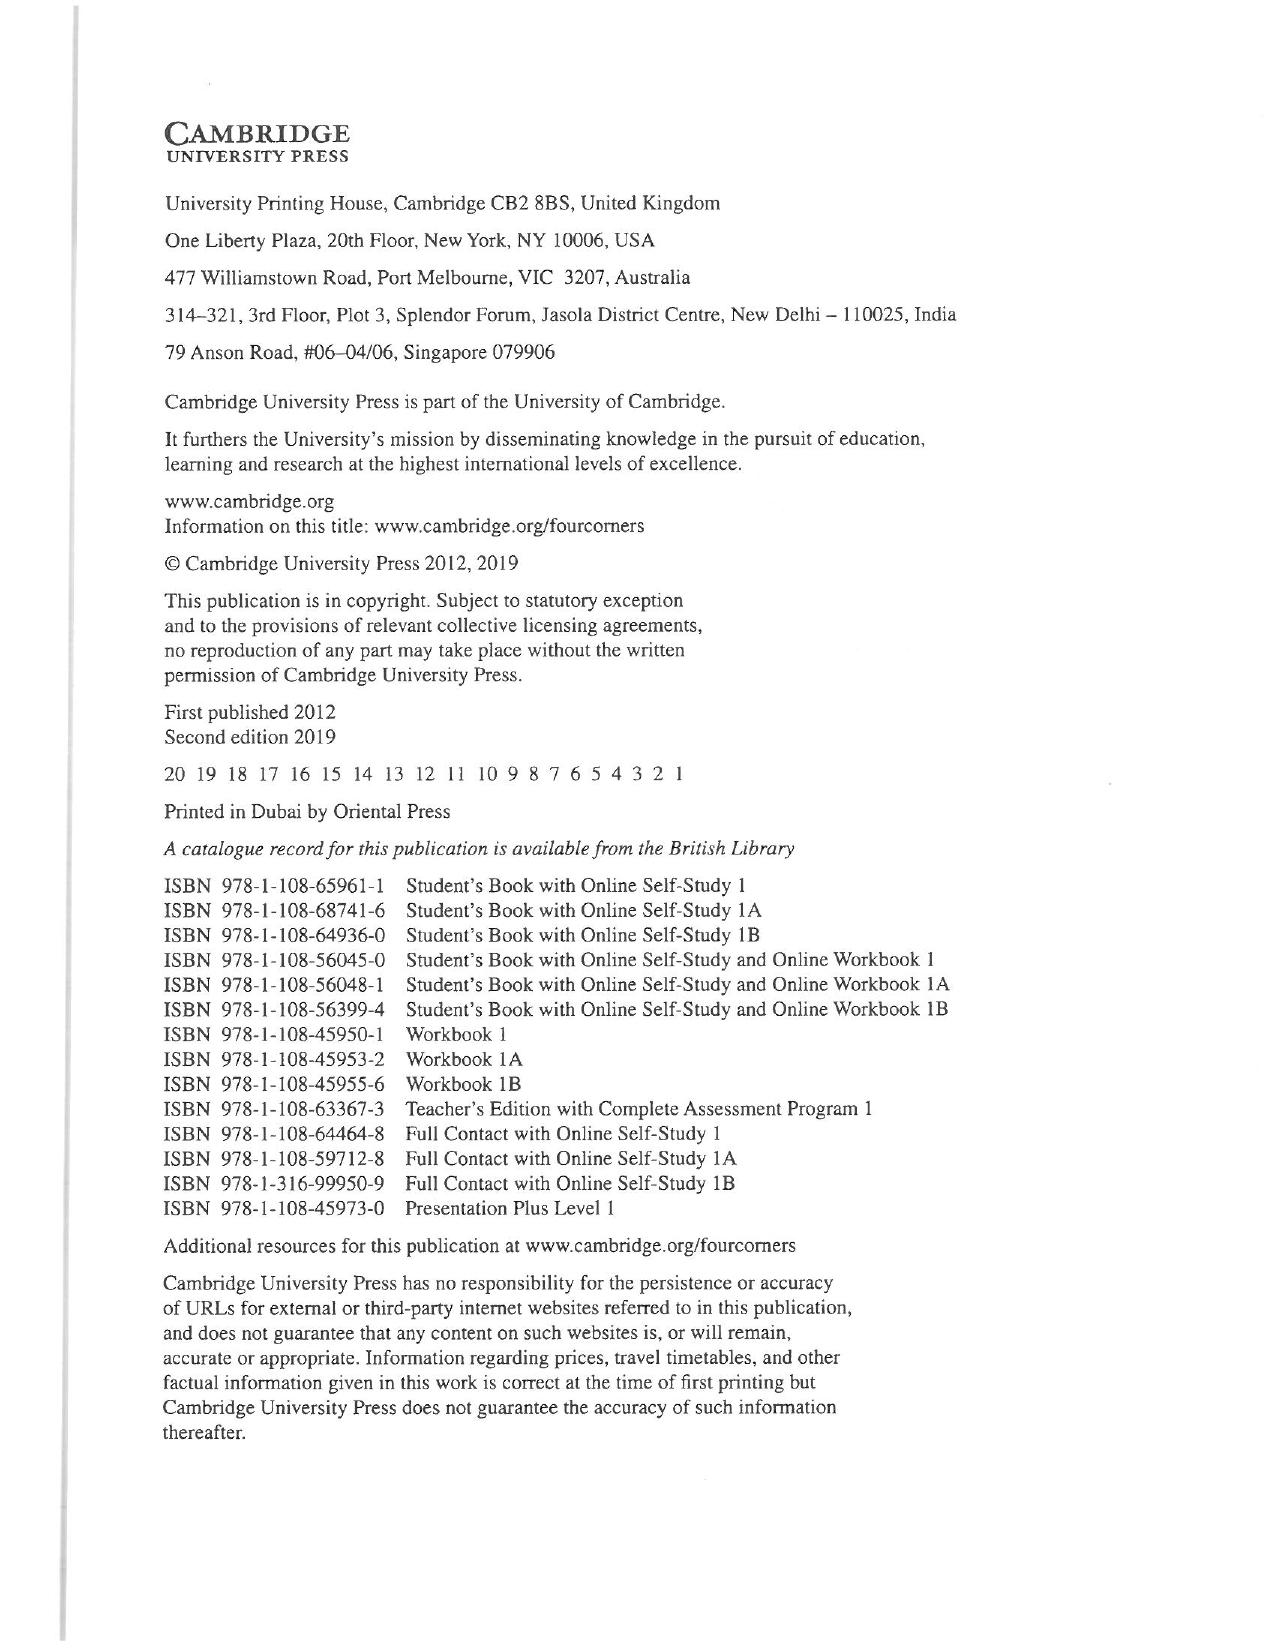 CAMBRIDGE
UNIVERSITY PRESS
University Printing House, Cambridge CB2 8BS, United Kingdom
One Liberty Plaza, 20th Floor, New York, NY 10006, USA
477 Williamstown Road, Port Melbourne, VIC 3207, Australia
314–321, 3rd Floor, Plot 3, Splendor Forum, Jasola District Centre, New Delhi – 110025, India
79 Anson Road, #06–04/06, Singapore 079906
Cambridge University Press is part of the University of Cambridge.
It furthers the University's mission by disseminating knowledge in the pursuit of education,
learning and research at the highest international levels of excellence.
www.cambridge.org
Information on this title: www.cambridge.org/fourcorners
© Cambridge University Press 2012, 2019
This publication is in copyright. Subject to statutory exception
and to the provisions of relevant collective licensing agreements,
no reproduction of any part may take place without the written
permission of Cambridge University Press.
First published 2012
Second edition 2019
20 19 18 17 16 15 14 13 12 11 10 9 8 7 6 5 4 3 2 1
Printed in Dubai by Oriental Press
A catalogue record for this publication is available from the British Library
ISBN 978-1-108-65961-1 Student's Book with Online Self-Study 1
ISBN 978-1-108-68741-6 Student's Book with Online Self-Study 1A
ISBN 978-1-108-64936-0 Student's Book with Online Self-Study 1B
ISBN 978-1-108-56045-0 Student's Book with Online Self-Study and Online Workbook 1
ISBN 978-1-108-56048-1 Student's Book with Online Self-Study and Online Workbook 1A
ISBN 978-1-108-56399-4 Student's Book with Online Self-Study and Online Workbook 1B
ISBN 978-1-108-45950-1 Workbook 1
ISBN 978-1-108-45953-2 Workbook 1A
ISBN 978-1-108-45955-6 Workbook 1B
ISBN 978-1-108-63367-3 Teacher's Edition with Complete Assessment Program 1
ISBN 978-1-108-64464-8 Full Contact with Online Self-Study 1
ISBN 978-1-108-59712-8 Full Contact with Online Self-Study 1A
ISBN 978-1-316-99950-9 Full Contact with Online Self-Study 1B
ISBN 978-1-108-45973-0 Presentation Plus Level 1
Additional resources for this publication at www.cambridge.org/fourcorners
Cambridge University Press has no responsibility for the persistence or accuracy
of URLs for external or third-party internet websites referred to in this publication,
and does not guarantee that any content on such websites is, or will remain,
accurate or appropriate. Information regarding prices, travel timetables, and other
factual information given in this work is correct at the time of first printing but
Cambridge University Press does not guarantee the accuracy of such information
thereafter.